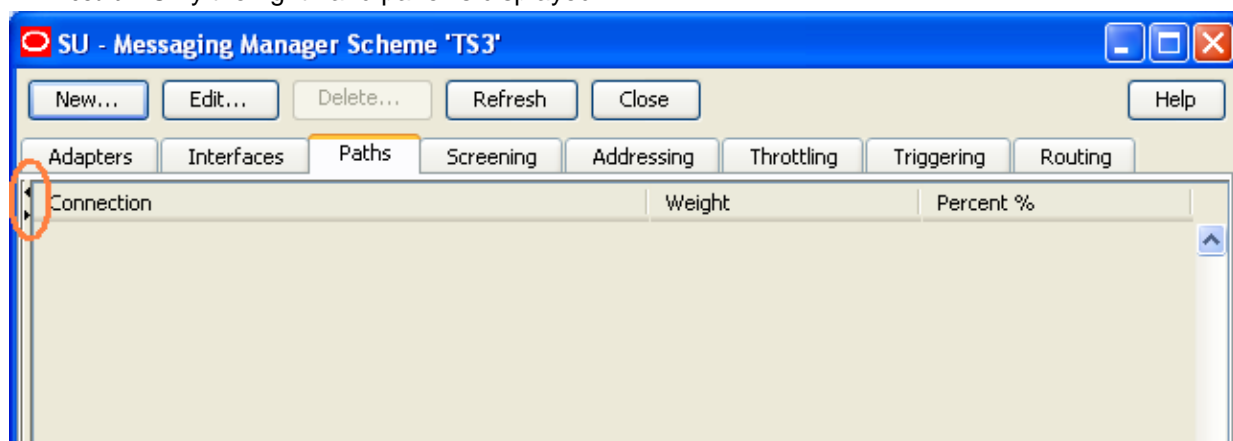 SU - Messaging Manager Scheme 'TS3'
New... Edit... Delete... Refresh Close Help
Adapters Interfaces Paths Screening Addressing Throttling Triggering Routing
Connection Weight Percent %